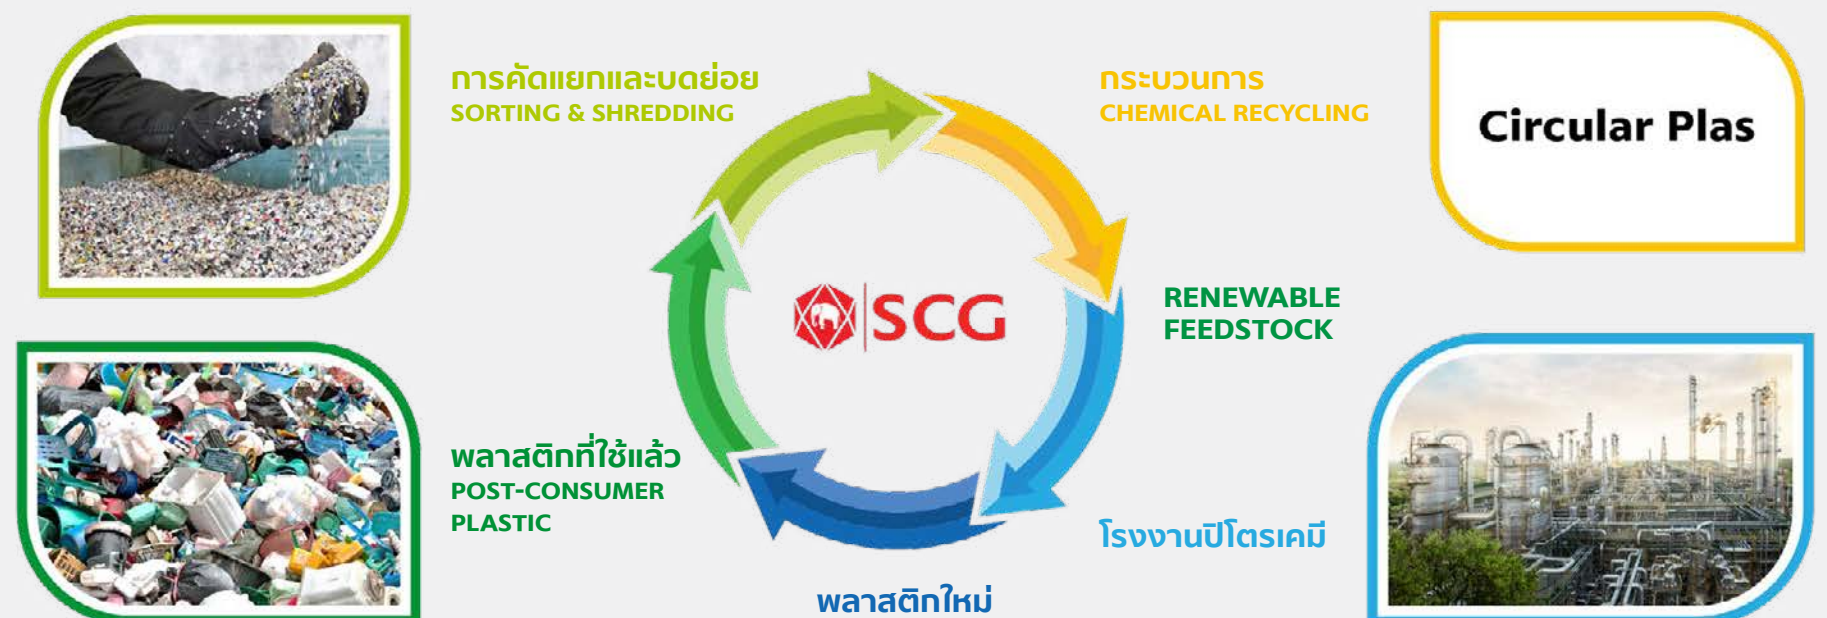 การคัดแยกและบดย่อย
SORTING & SHREDDING
กระบวนการ
CHEMICAL RECYCLING
Circular Plas
SCG
RENEWABLE
FEEDSTOCK
พลาสติกที่ใช้แล้ว
POST-CONSUMER
PLASTIC
โรงงานปิโตรเคมี
พลาสติกใหม่